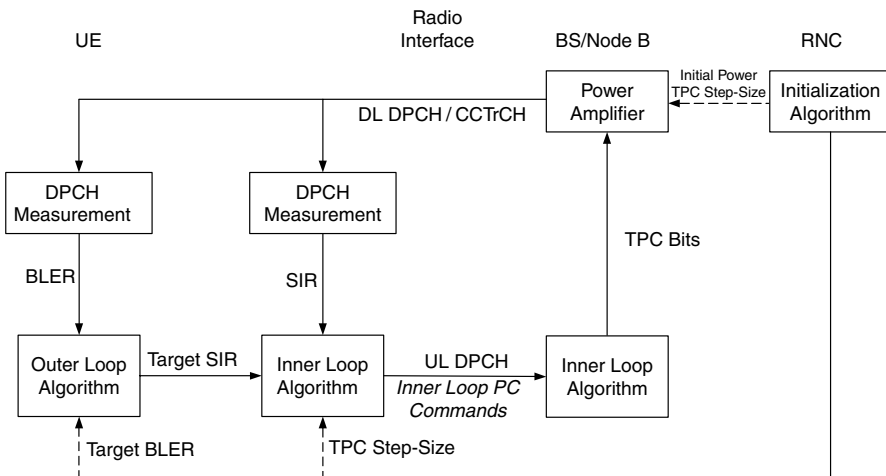 UE
Radio
Interface
BS/Node B
RNC
Power
Amplifier
Initial Power
TPC Step-Size
Initialization
Algorithm
DL DPCH / CCTrCH
DPCH
Measurement
DPCH
Measurement
BLER
SIR
TPC Bits
Outer Loop
Algorithm
Target SIR
Inner Loop
Algorithm
UL DPCH
Inner Loop PC
Commands
Inner Loop
Algorithm
Target BLER
TPC Step-Size